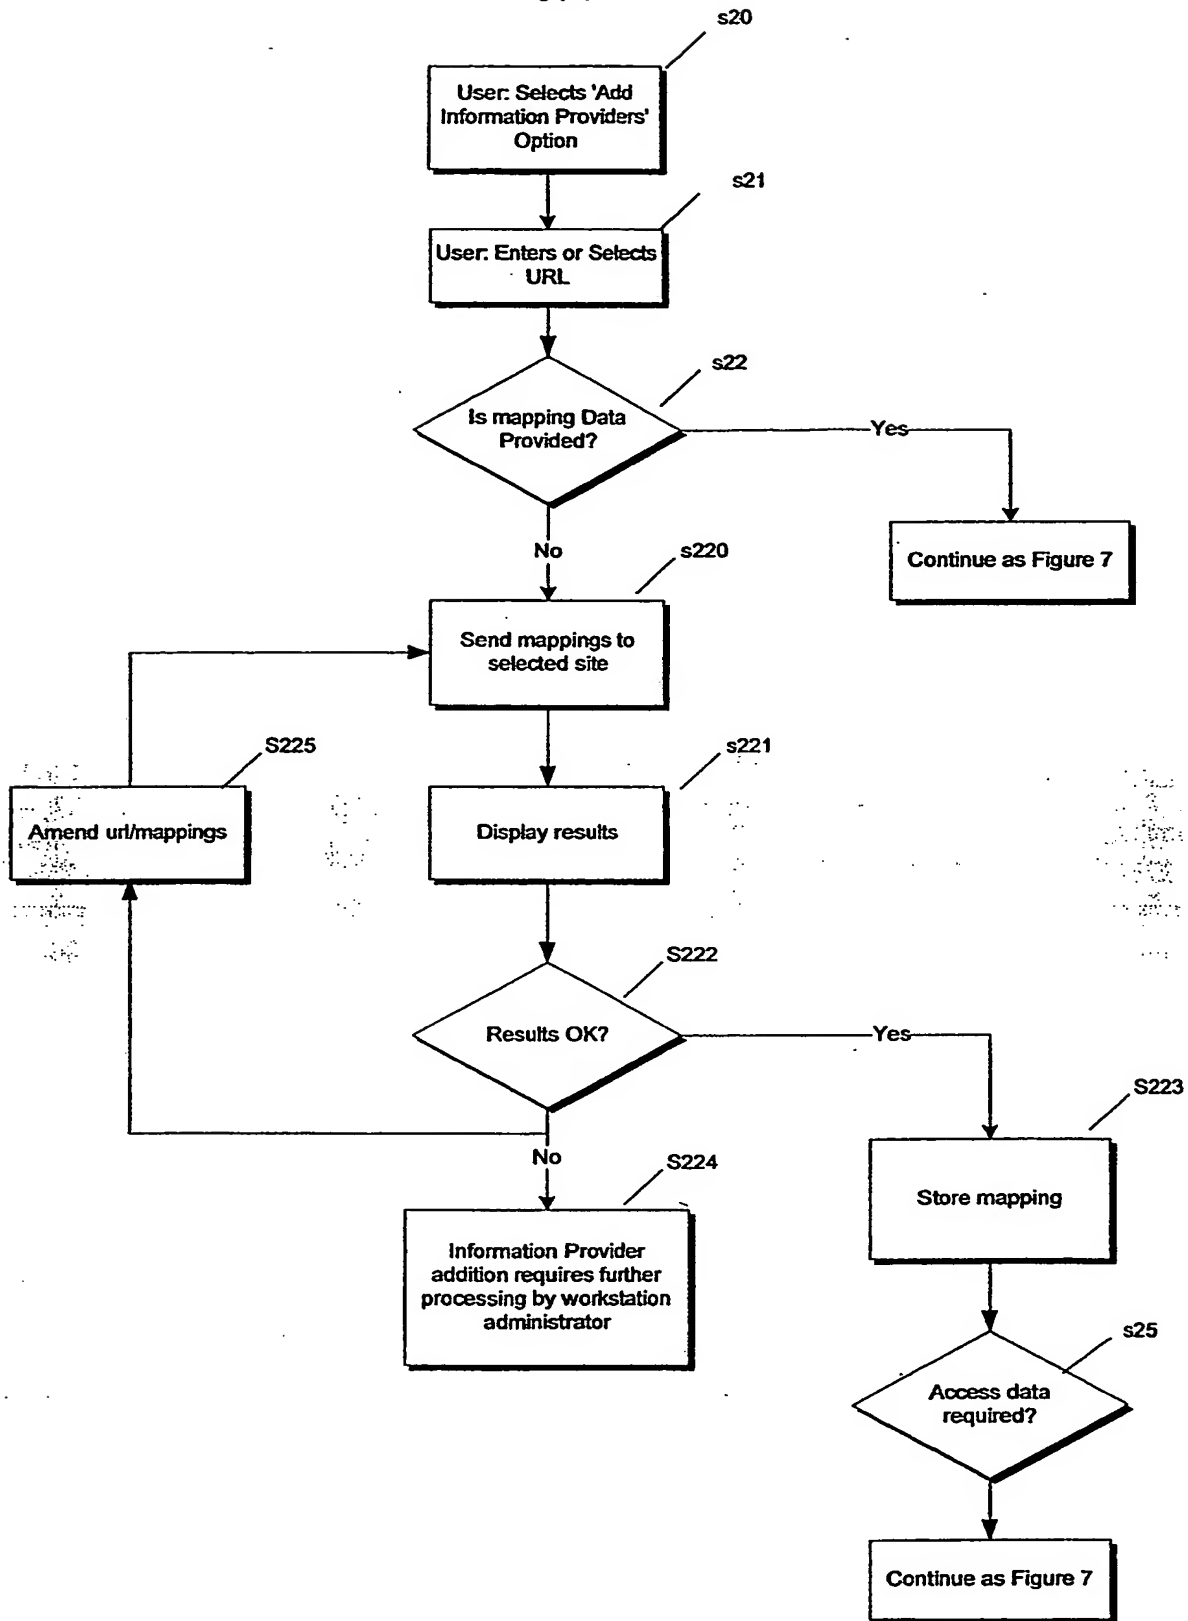 s20
User: Selects 'Add
Information Providers'
Option
s21
User: Enters or Selects
URL
s22
Is mapping Data
Provided?
Yes
Continue as Figure 7
No
s220
Send mappings to
selected site
S225
Amend url/mappings
s221
Display results
S222
Results OK?
Yes
S223
Store mapping
No
S224
Information Provider
addition requires further
processing by workstation
administrator
s25
Access data
required?
Continue as Figure 7